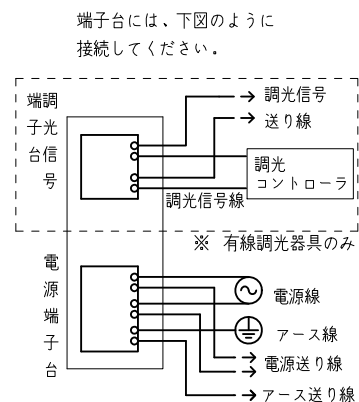 端子台には、下図のように
接続してください。
調光信号
端子台
調光信号
送り線
調光
コントローラ
調光信号線
※ 有線調光器具のみ
電源端子台
電源線
アース線
電源送り線
アース送り線